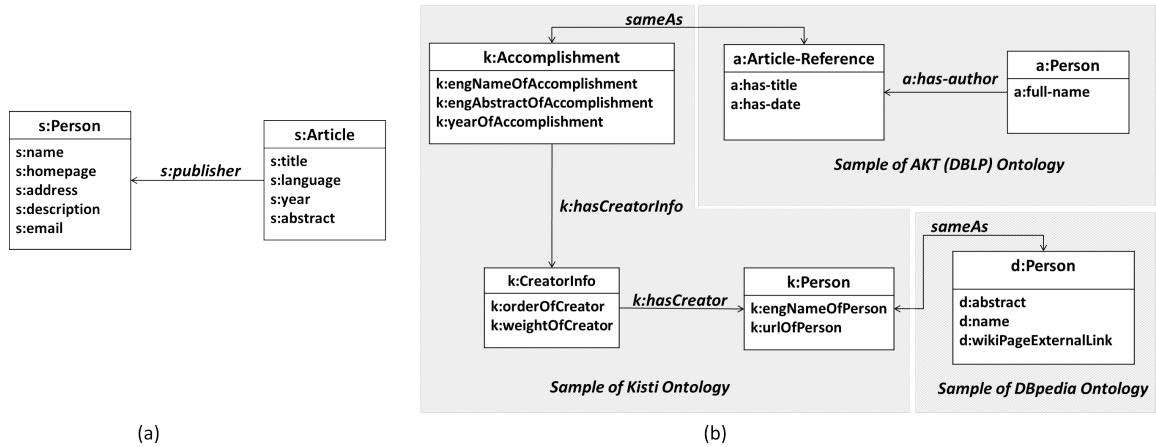 s:Person
s:name
s:homepage
s:address
s:description
s:email
s:publisher
s:Article
s:title
s:language
s:year
s:abstract
(a)
sameAs
k:Accomplishment
k:engNameOfAccomplishment
k:engAbstractOfAccomplishment
k:yearOfAccomplishment
a:Article-Reference
a:has-title
a:has-date
a:has-author
a:Person
a:full-name
Sample of AKT (DBLP) Ontology
k:hasCreatorInfo
k:CreatorInfo
k:orderOfCreator
k:weightOfCreator
k:hasCreator
k:Person
k:engNameOfPerson
k:urlOfPerson
Sample of Kisti Ontology
sameAs
d:Person
d:abstract
d:name
d:wikiPageExternalLink
Sample of DBpedia Ontology
(b)